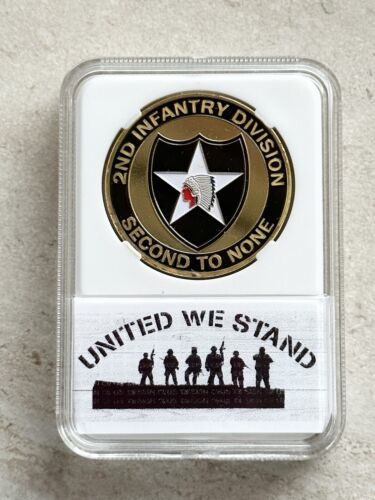 2ND INFANTRY DIVISION
SECOND TO NONE
UNITED WE STAND